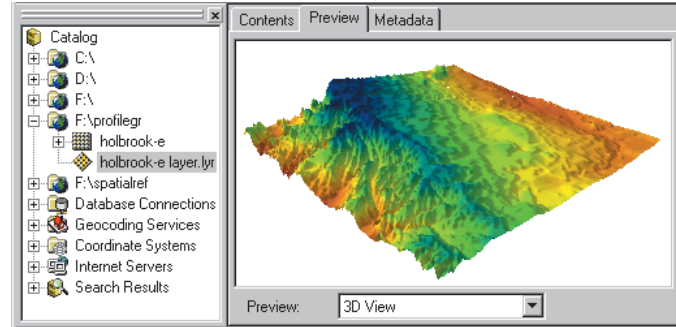 Catalog
C:\
D:\
F:\
F:\profilegr
holbrook-e
holbrook-e layer.lyr
F:\spatialref
Database Connections
Geocoding Services
Coordinate Systems
Internet Servers
Search Results
Contents
Preview
Metadata
Preview:
3D View